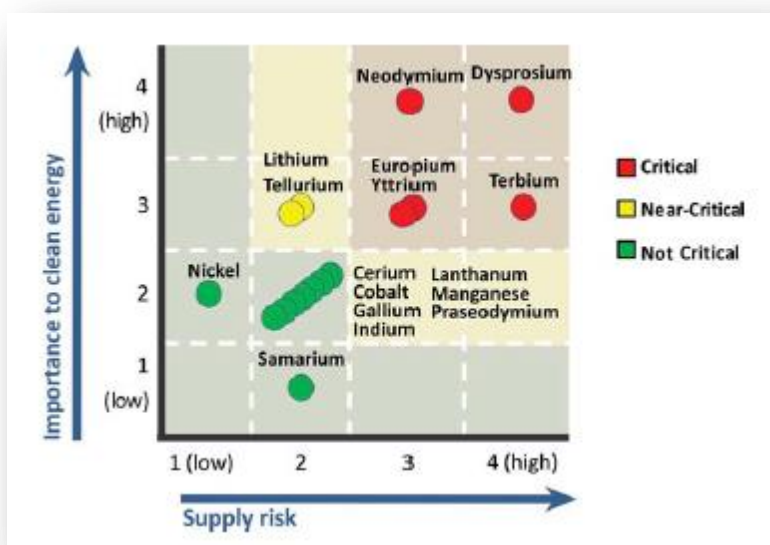 Importance to clean energy
4
(high)
3
2
1
(low)
Neodymium
Dysprosium
Lithium
Tellurium
Europium
Yttrium
Terbium
Nickel
Cerium
Cobalt
Gallium
Indium
Lanthanum
Manganese
Praseodymium
Samarium
1 (low)
2
3
4 (high)
Supply risk
Critical
Near-Critical
Not Critical